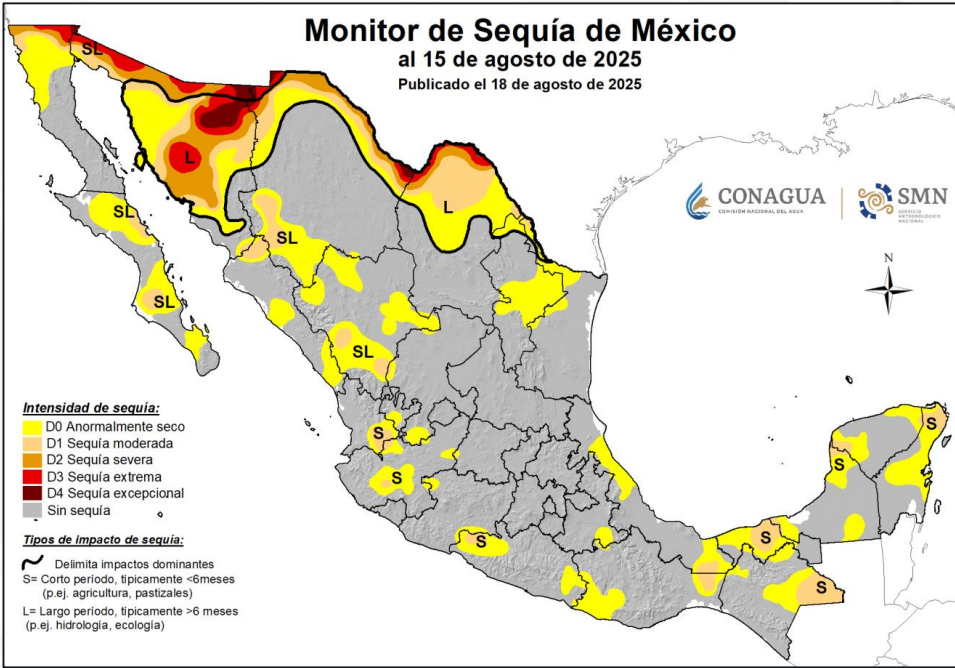 Monitor de Sequía de México
al 15 de agosto de 2025
Publicado el 18 de agosto de 2025
SL
L
SL
SL
L
SL
SL
S
S
S
S
S
S
S
CONAGUA
COMISIÓN NACIONAL DEL AGUA
SMN
SERVICIO
METEOROLÓGICO
NACIONAL
N
Intensidad de sequía:
D0 Anormalmente seco
D1 Sequía moderada
D2 Sequía severa
D3 Sequía extrema
D4 Sequía excepcional
Sin sequía
Tipos de impacto de sequía:
Delimita impactos dominantes
S= Corto período, típicamente <6meses
(p.ej. agricultura, pastizales)
L= Largo período, típicamente >6 meses
(p.ej. hidrología, ecología)